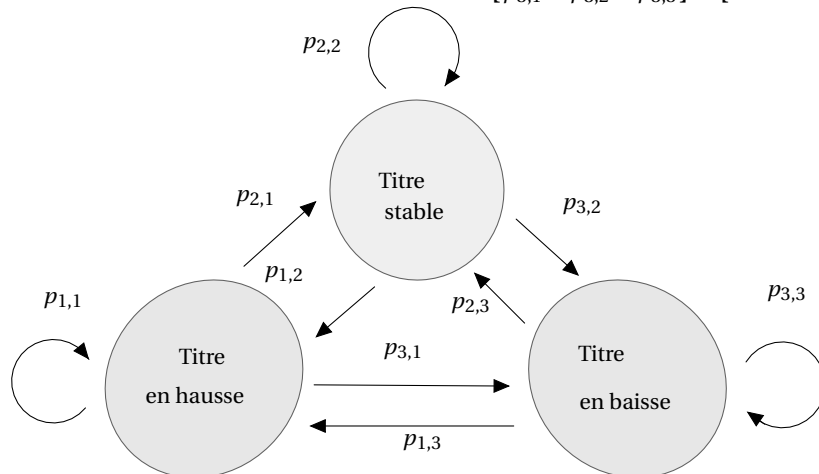 p2,2
Titre
stable
p2,1
p3,2
p1,2
p1,1
p2,3
p3,3
Titre
en hausse
p3,1
Titre
en baisse
p1,3